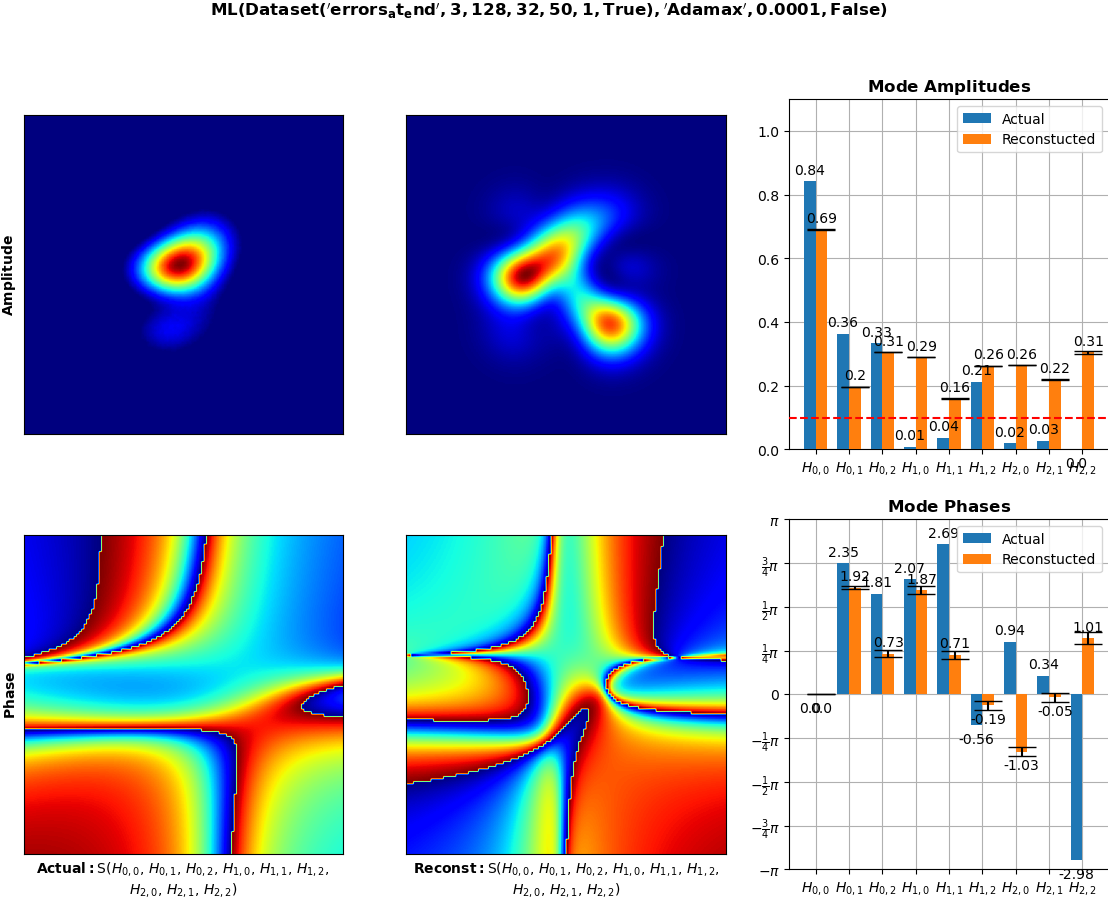 ML(Dataset('errors_at_end', 3, 128, 32, 50, 1, True), 'Adamax', 0.0001, False)
Amplitude
Mode Amplitudes
Actual
Reconstucted
1.0
0.8
0.6
0.4
0.2
0.0
0.84
0.69
0.36
0.2
0.33
0.31
0.01
0.29
0.04
0.16
0.21
0.26
0.02
0.26
0.03
0.22
0.0
0.31
H0,0 H0,1 H0,2 H1,0 H1,1 H1,2 H2,0 H2,1 H2,2
Phase
Mode Phases
Actual
Reconstucted
π
3/4π
1/2π
1/4π
0
−1/4π
−1/2π
−3/4π
−π
0.0
0.0
2.35
1.92
1.81
0.73
2.07
1.87
2.69
0.71
-0.56
-0.19
0.94
-1.03
0.34
-0.05
-2.98
1.01
H0,0 H0,1 H0,2 H1,0 H1,1 H1,2 H2,0 H2,1 H2,2
Actual: S(H0,0, H0,1, H0,2, H1,0, H1,1, H1,2,
H2,0, H2,1, H2,2)
Reconst: S(H0,0, H0,1, H0,2, H1,0, H1,1, H1,2,
H2,0, H2,1, H2,2)